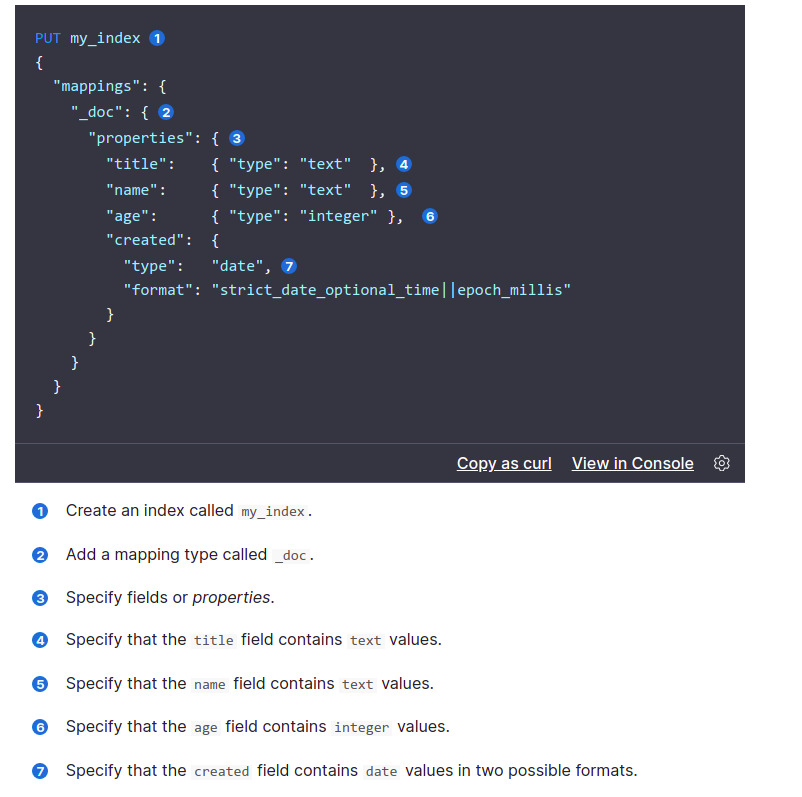 PUT my_index 1
{
  "mappings": {
    "_doc": { 2
      "properties": { 3
        "title":    { "type": "text"  }, 4
        "name":     { "type": "text"  }, 5
        "age":      { "type": "integer" },  6
        "created":  {
          "type":   "date", 7
          "format": "strict_date_optional_time||epoch_millis"
        }
      }
    }
  }
}
Copy as curl View in Console
1 Create an index called my_index.
2 Add a mapping type called _doc.
3 Specify fields or properties.
4 Specify that the title field contains text values.
5 Specify that the name field contains text values.
6 Specify that the age field contains integer values.
7 Specify that the created field contains date values in two possible formats.